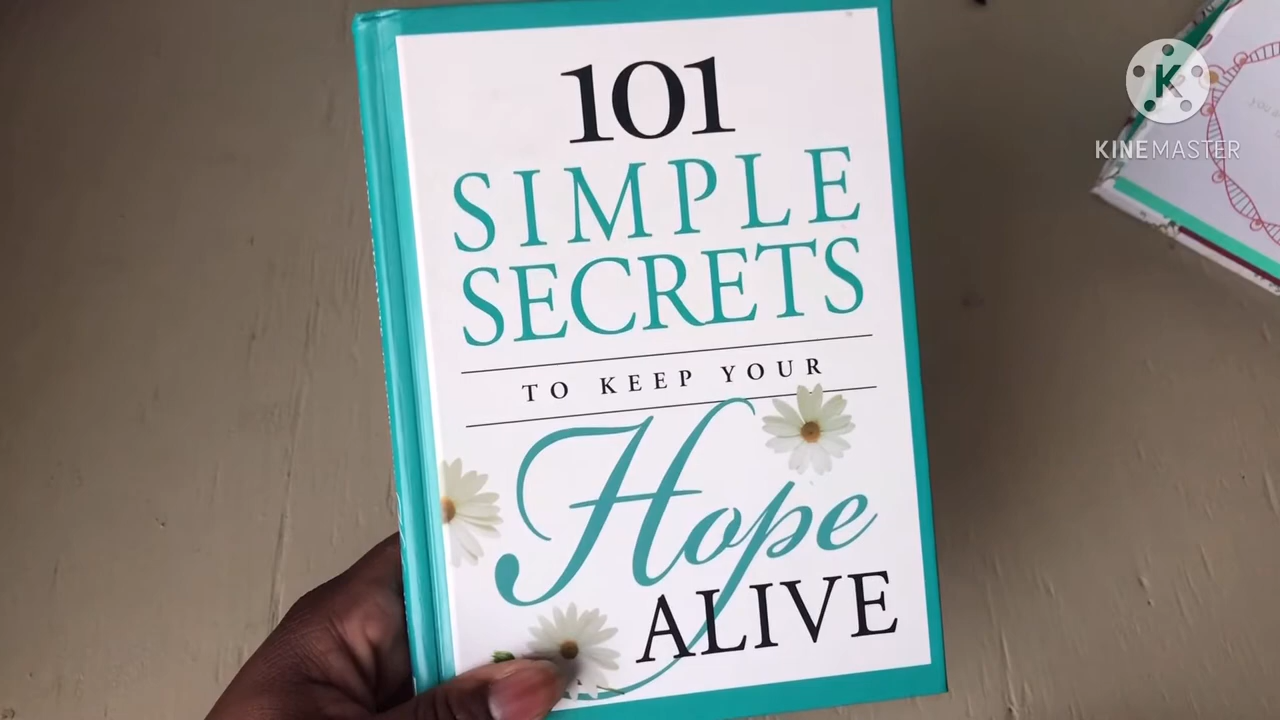 101
SIMPLE
SECRETS
TO KEEP YOUR
Hope
ALIVE
K
KINEMASTER